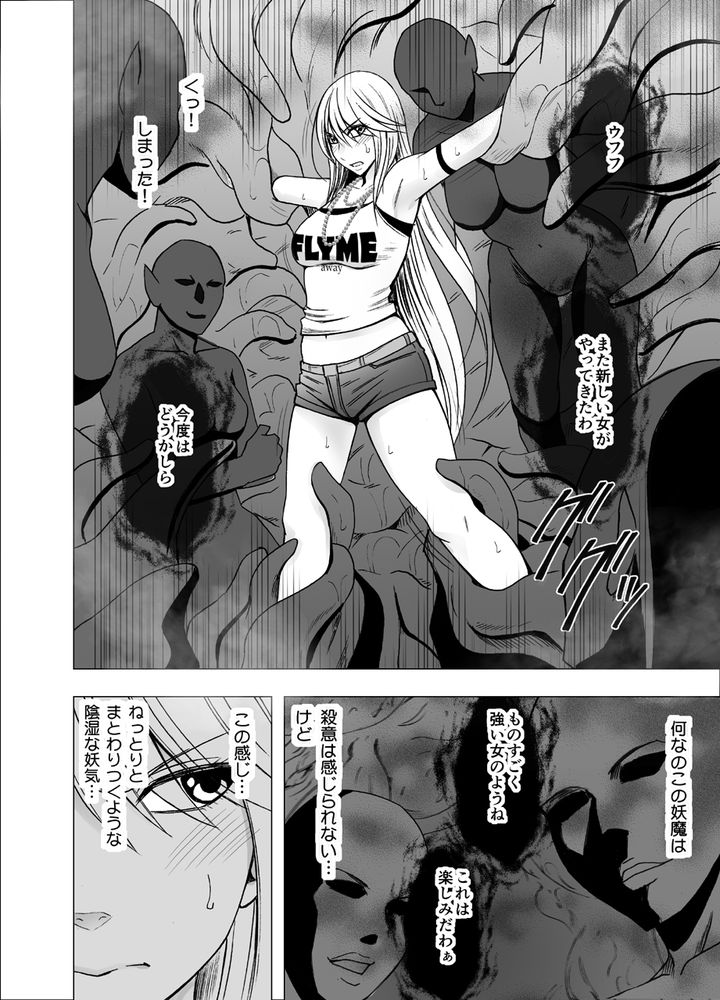 ウフフ
また新しい女が
やってきたわ
くっ！
しまった！
FLYME
away
今度は
どうかしら
ググッ
何なのこの妖魔は
ものすごく
強い女のようね
これは
楽しみだわぁ
殺意は感じられない…
けど
この感じ…
ねっとりと
まとわりつくような
陰湿な妖気…